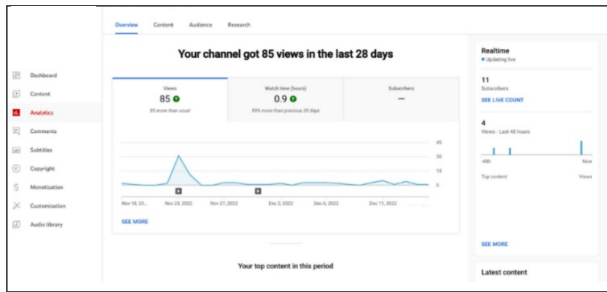 Overview Content Audience Research
Your channel got 85 views in the last 28 days
Dashboard
Content
Analytics
Comments
Subtitles
Copyright
Monetization
Customization
Audio library
Views
85
Watch time (hours)
0.9
Subscribers
—
45
30
15
0
Nov 23, 2022
Nov 27, 2022
Dec 2, 2022
Dec 6, 2022
Dec 11, 2022
SEE MORE
Your top content in this period
Realtime
Updating live
11
Subscribers
SEE LIVE COUNT
4
Views · Last 48 hours
-48h Now
Top content Views
SEE MORE
Latest content